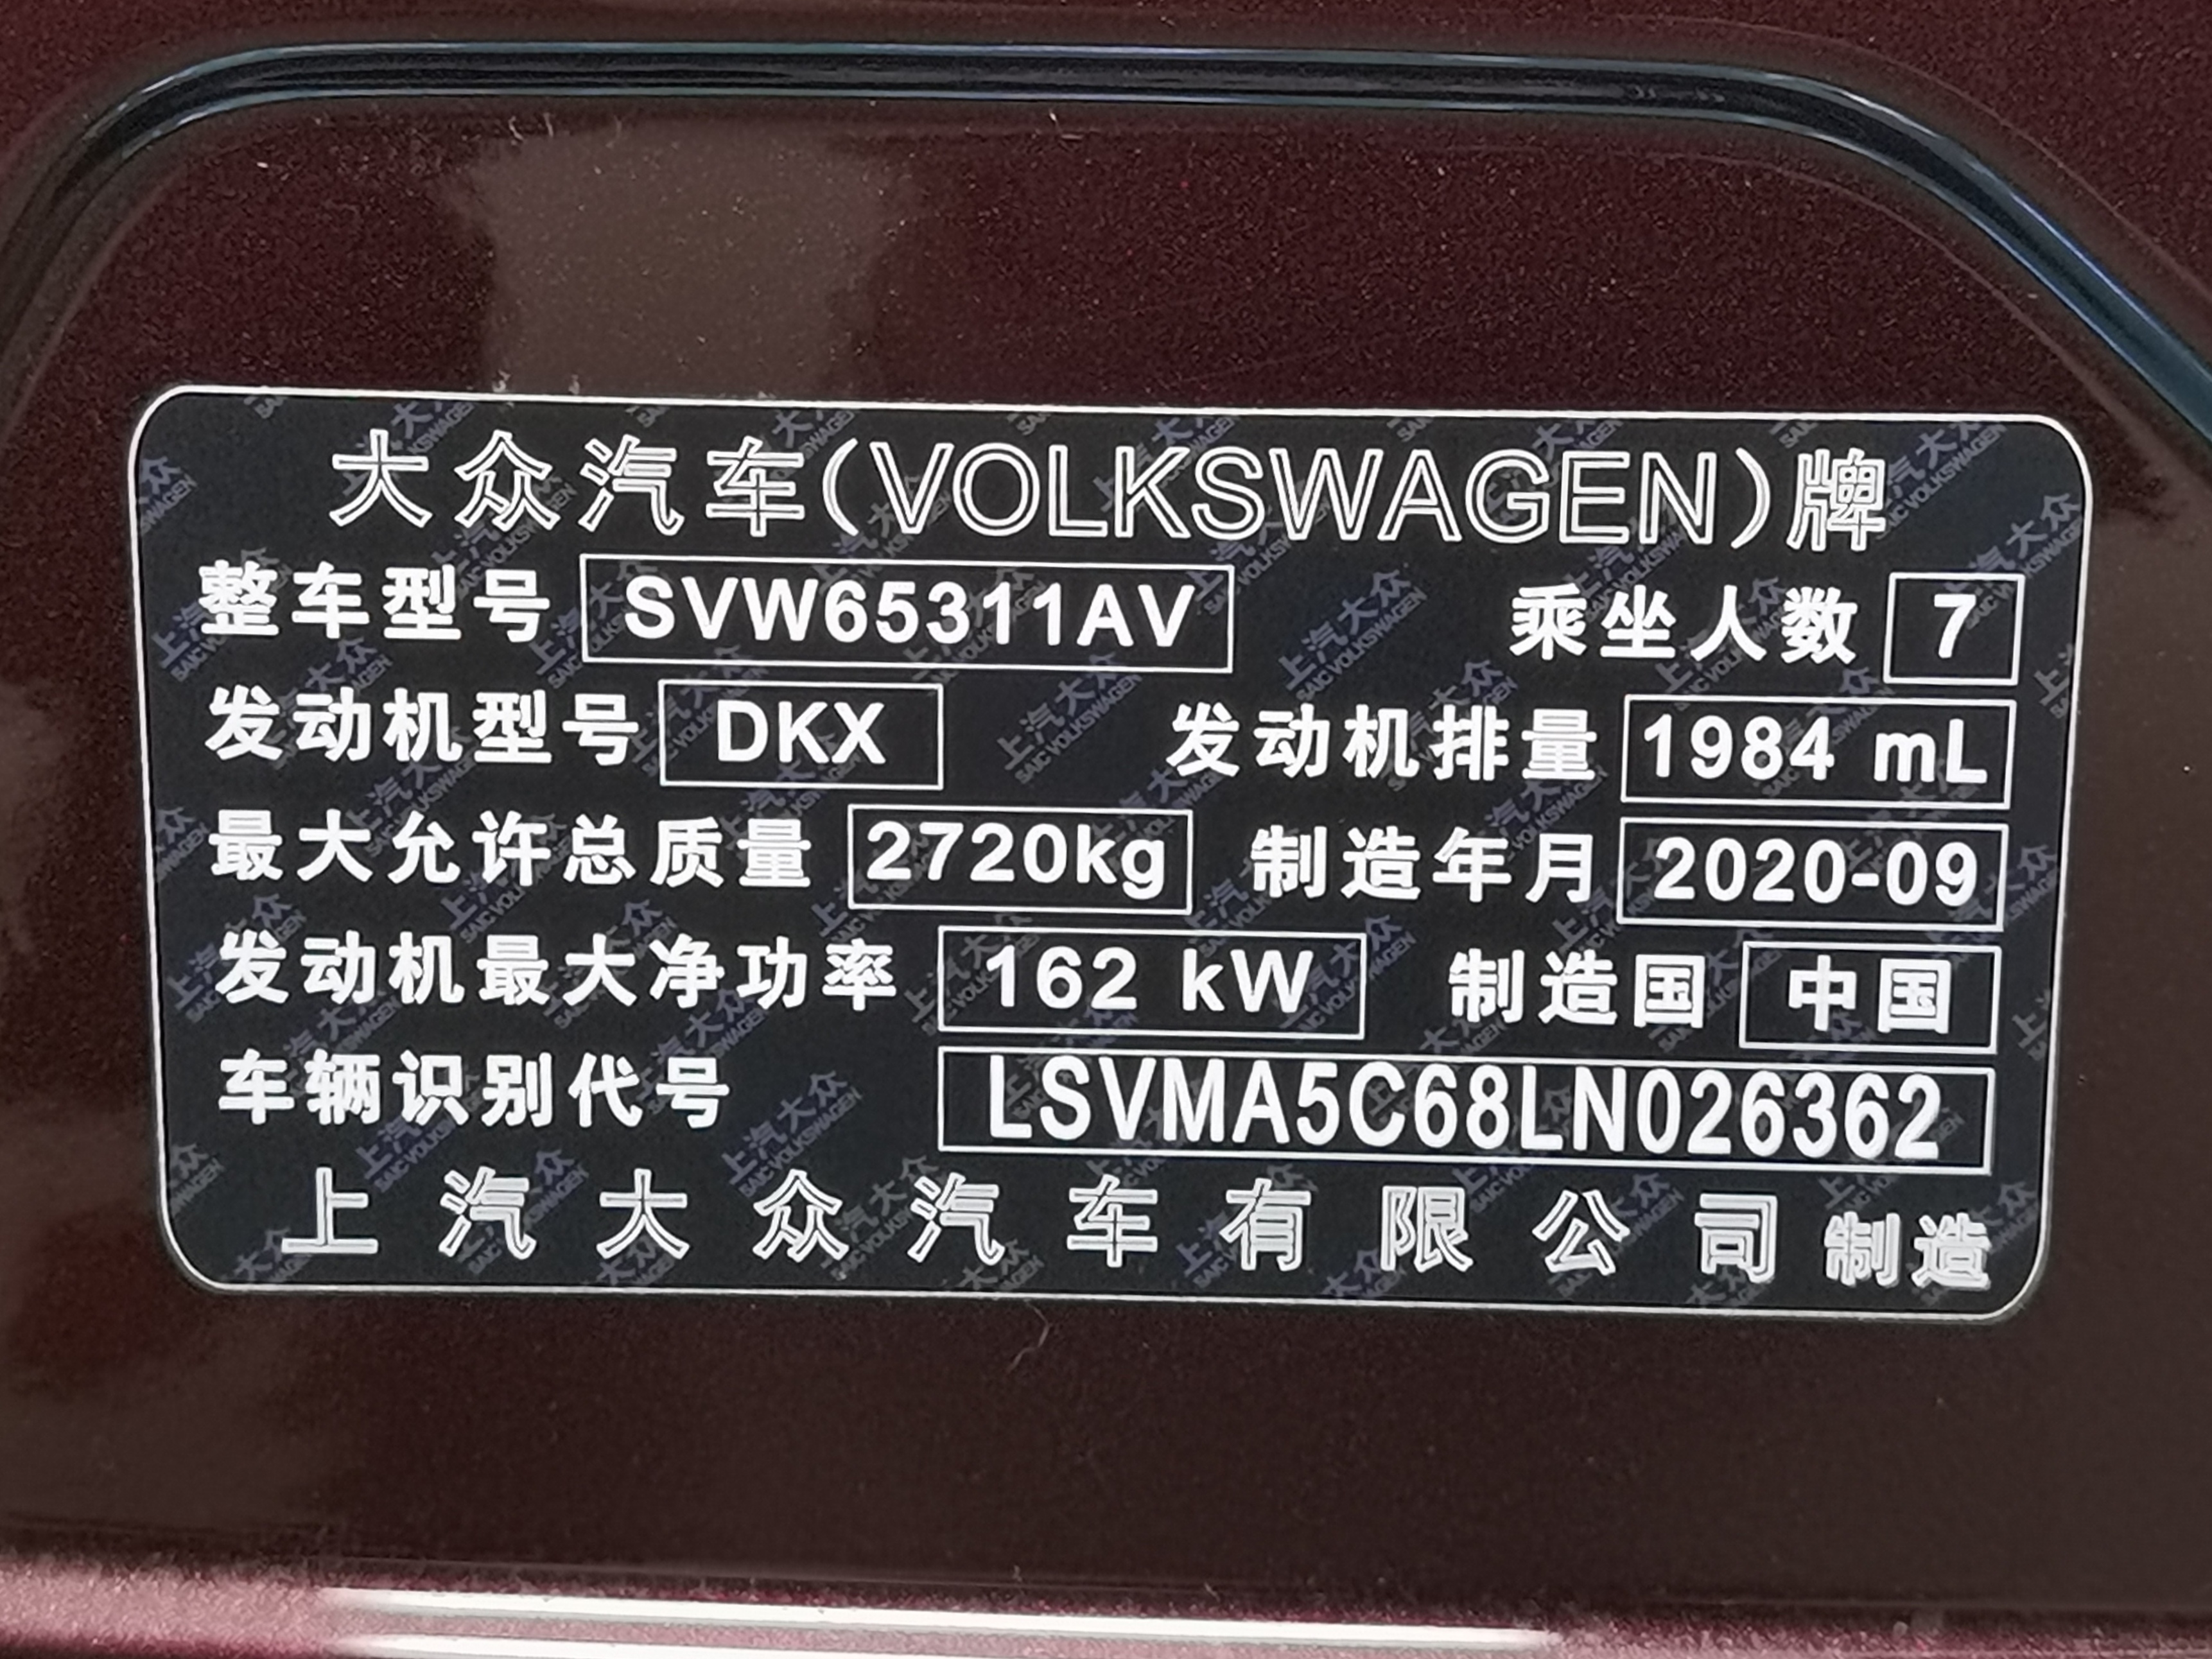 大众汽车(VOLKSWAGEN)牌
整车型号 SVW65311AV 乘坐人数 7
发动机型号 DKX 发动机排量 1984 mL
最大允许总质量 2720kg 制造年月 2020-09
发动机最大净功率 162 kW 制造国 中国
车辆识别代号 LSVMA5C68LN026362
上汽大众汽车有限公司 制造